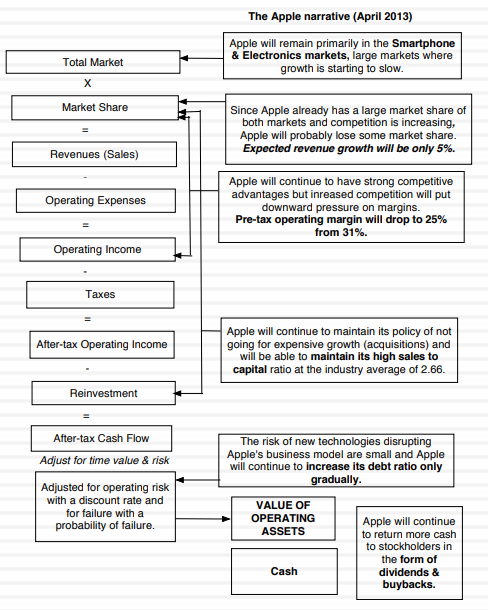 The Apple narrative (April 2013)
Total Market
Apple will remain primarily in the Smartphone
& Electronics markets, large markets where
growth is starting to slow.
X
Market Share
Since Apple already has a large market share of
both markets and competition is increasing,
Apple will probably lose some market share.
Expected revenue growth will be only 5%.
=
Revenues (Sales)
-
Operating Expenses
Apple will continue to have strong competitive
advantages but inreased competition will put
downward pressure on margins.
Pre-tax operating margin will drop to 25%
from 31%.
=
Operating Income
-
Taxes
=
After-tax Operating Income
Apple will continue to maintain its policy of not
going for expensive growth (acquisitions) and
will be able to maintain its high sales to
capital ratio at the industry average of 2.66.
-
Reinvestment
=
After-tax Cash Flow
Adjust for time value & risk
The risk of new technologies disrupting
Apple's business model are small and Apple
will continue to increase its debt ratio only
gradually.
Adjusted for operating risk
with a discount rate and
for failure with a
probability of failure.
VALUE OF
OPERATING
ASSETS
Cash
Apple will continue
to return more cash
to stockholders in
the form of
dividends &
buybacks.